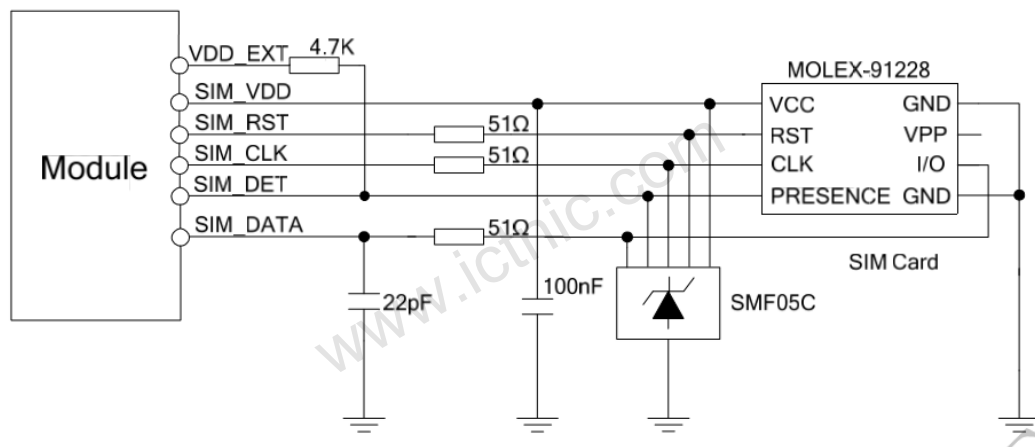 Module
VDD_EXT
4.7K
SIM_VDD
SIM_RST
51Ω
SIM_CLK
51Ω
SIM_DET
SIM_DATA
51Ω
22pF
100nF
MOLEX-91228
VCC GND
RST VPP
CLK I/O
PRESENCE GND
SIM Card
SMF05C
www.ictnic.com